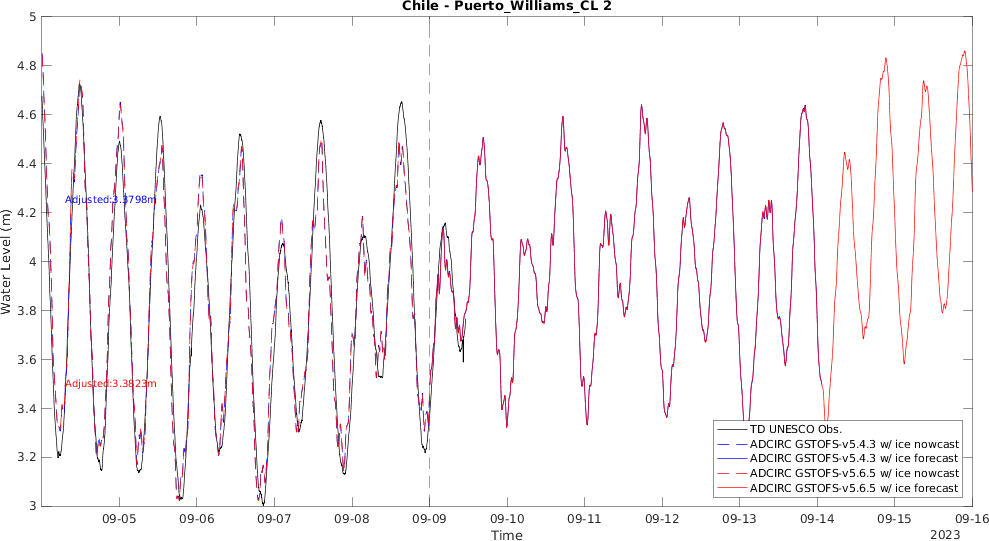 Chile - Puerto_Williams_CL 2
5
4.8
4.6
4.4
4.2
4
3.8
3.6
3.4
3.2
3
Water Level (m)
Adjusted:3.3798m
Adjusted:3.3823m
TD UNESCO Obs.
ADCIRC GSTOFS-v5.4.3 w/ ice nowcast
ADCIRC GSTOFS-v5.4.3 w/ ice forecast
ADCIRC GSTOFS-v5.6.5 w/ ice nowcast
ADCIRC GSTOFS-v5.6.5 w/ ice forecast
09-05 09-06 09-07 09-08 09-09 09-10 09-11 09-12 09-13 09-14 09-15 09-16
Time
2023